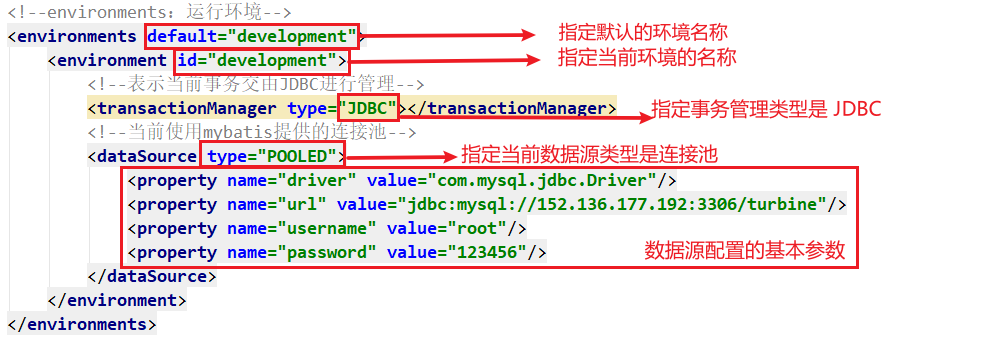 <!--environments：运行环境-->
<environments default="development"> 指定默认的环境名称
<environment id="development"> 指定当前环境的名称
<!--表示当前事务交由JDBC进行管理-->
<transactionManager type="JDBC"></transactionManager> 指定事务管理类型是 JDBC
<!--当前使用mybatis提供的连接池-->
<dataSource type="POOLED"> 指定当前数据源类型是连接池
<property name="driver" value="com.mysql.jdbc.Driver"/>
<property name="url" value="jdbc:mysql://152.136.177.192:3306/turbine"/>
<property name="username" value="root"/>
<property name="password" value="123456"/> 数据源配置的基本参数
</dataSource>
</environment>
</environments>